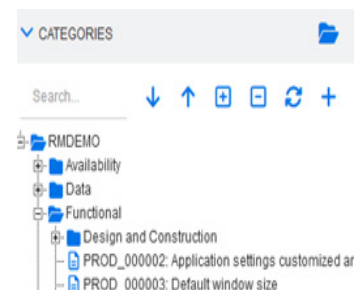 CATEGORIES
Search...
RMDEMO
Availability
Data
Functional
Design and Construction
PROD_000002: Application settings customized ar
PROD_000003: Default window size